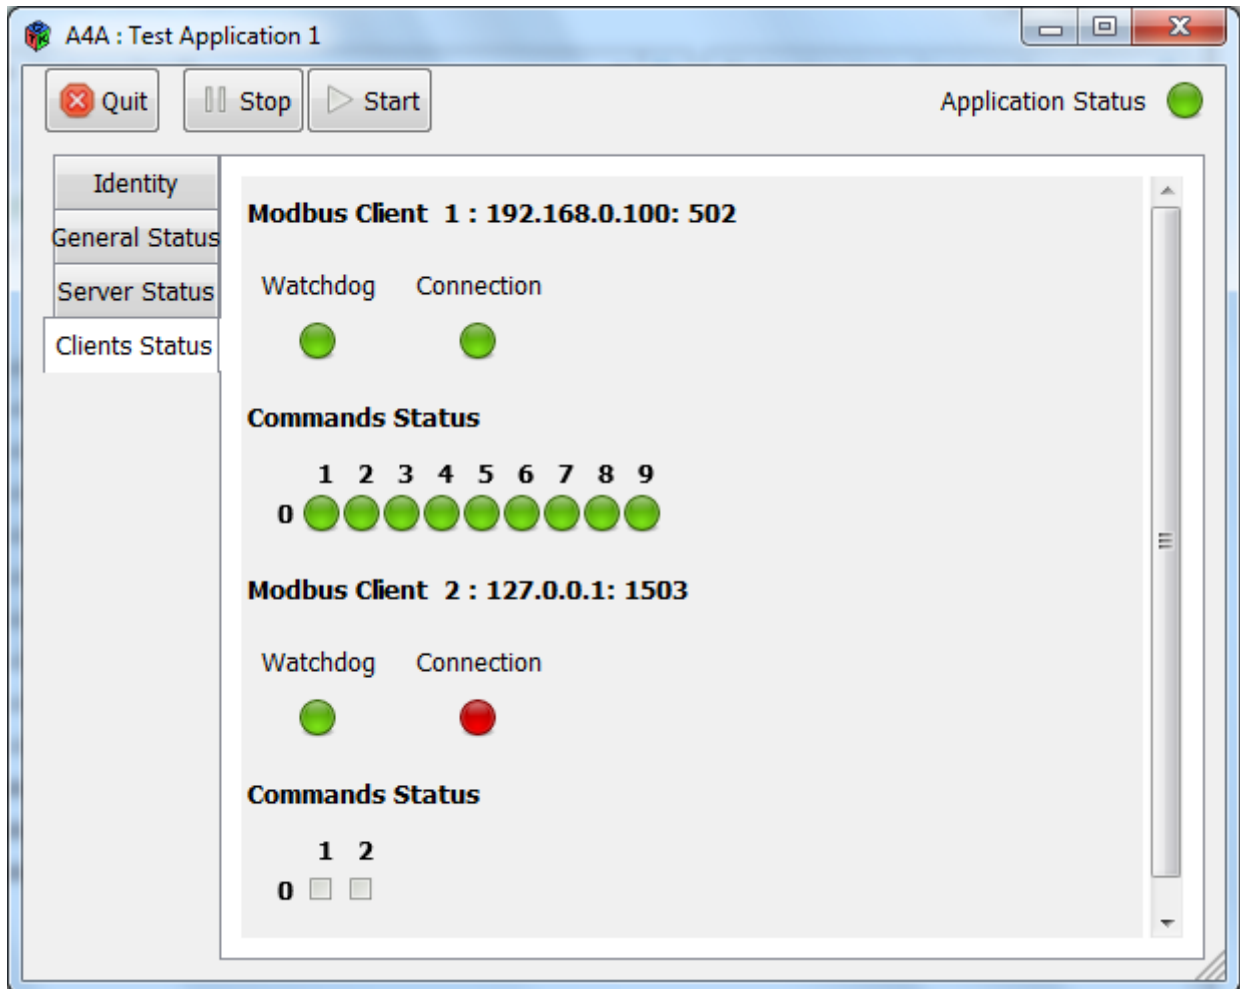 A4A : Test Application 1
Quit Stop Start Application Status
Identity
General Status
Server Status
Clients Status
Modbus Client 1 : 192.168.0.100: 502
Watchdog Connection
Commands Status
1 2 3 4 5 6 7 8 9
0
Modbus Client 2 : 127.0.0.1: 1503
Watchdog Connection
Commands Status
1 2
0